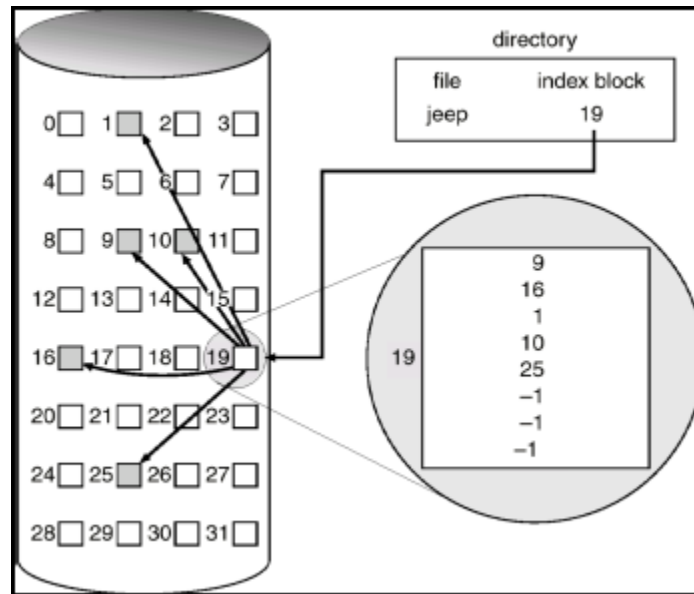 directory
file index block
jeep 19
0 1 2 3
4 5 6 7
8 9 10 11
12 13 14 15
16 17 18 19
20 21 22 23
24 25 26 27
28 29 30 31
19
9
16
1
10
25
–1
–1
–1